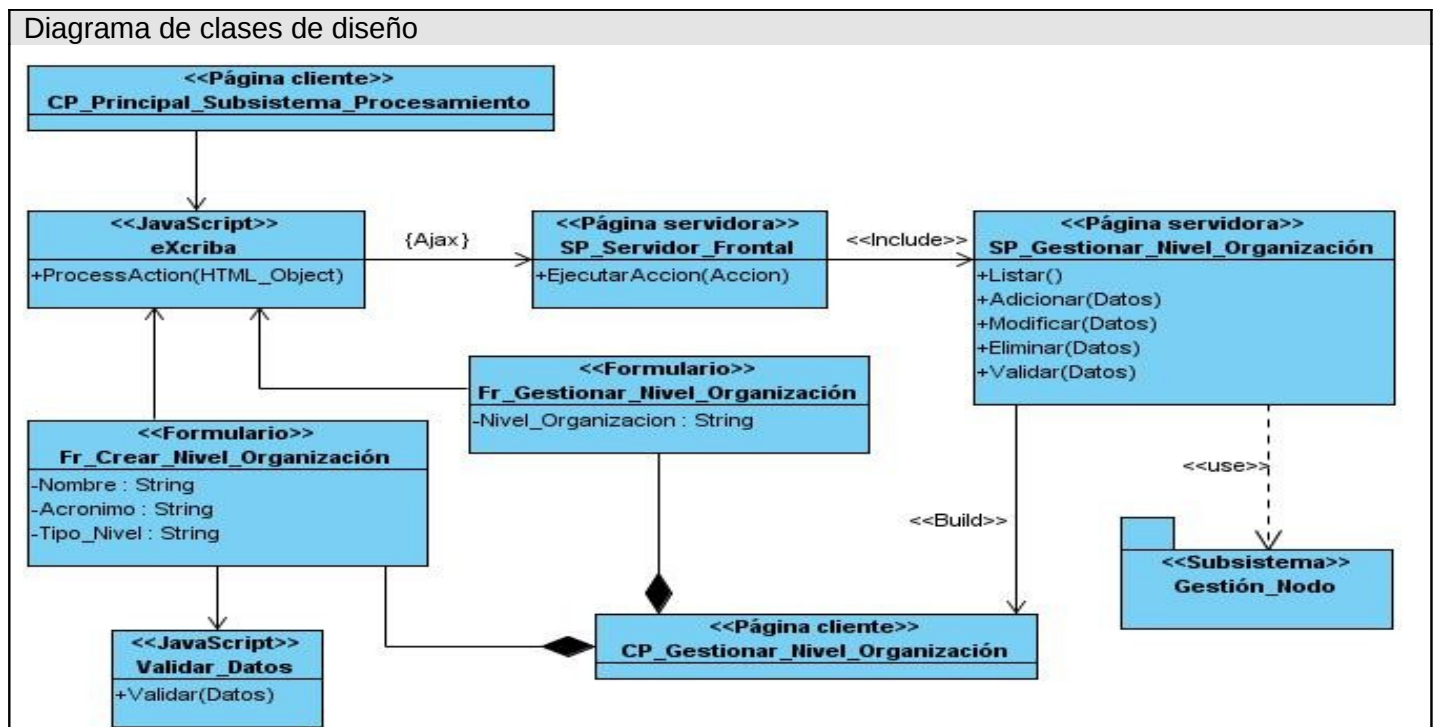 Diagrama de clases de diseño
<<Página cliente>>
CP_Principal_Subsistema_Procesamiento
<<JavaScript>>
eXcriba
+ProcessAction(HTML_Object)
{Ajax}
<<Página servidora>>
SP_Servidor_Frontal
+EjecutarAccion(Accion)
<<Include>>
<<Página servidora>>
SP_Gestionar_Nivel_Organización
+Listar()
+Adicionar(Datos)
+Modificar(Datos)
+Eliminar(Datos)
+Validar(Datos)
<<Formulario>>
Fr_Gestionar_Nivel_Organización
-Nivel_Organizacion : String
<<Formulario>>
Fr_Crear_Nivel_Organización
-Nombre : String
-Acronimo : String
-Tipo_Nivel : String
<<use>>
<<Build>>
<<Subsistema>>
Gestión_Nodo
<<JavaScript>>
Validar_Datos
+Validar(Datos)
<<Página cliente>>
CP_Gestionar_Nivel_Organización